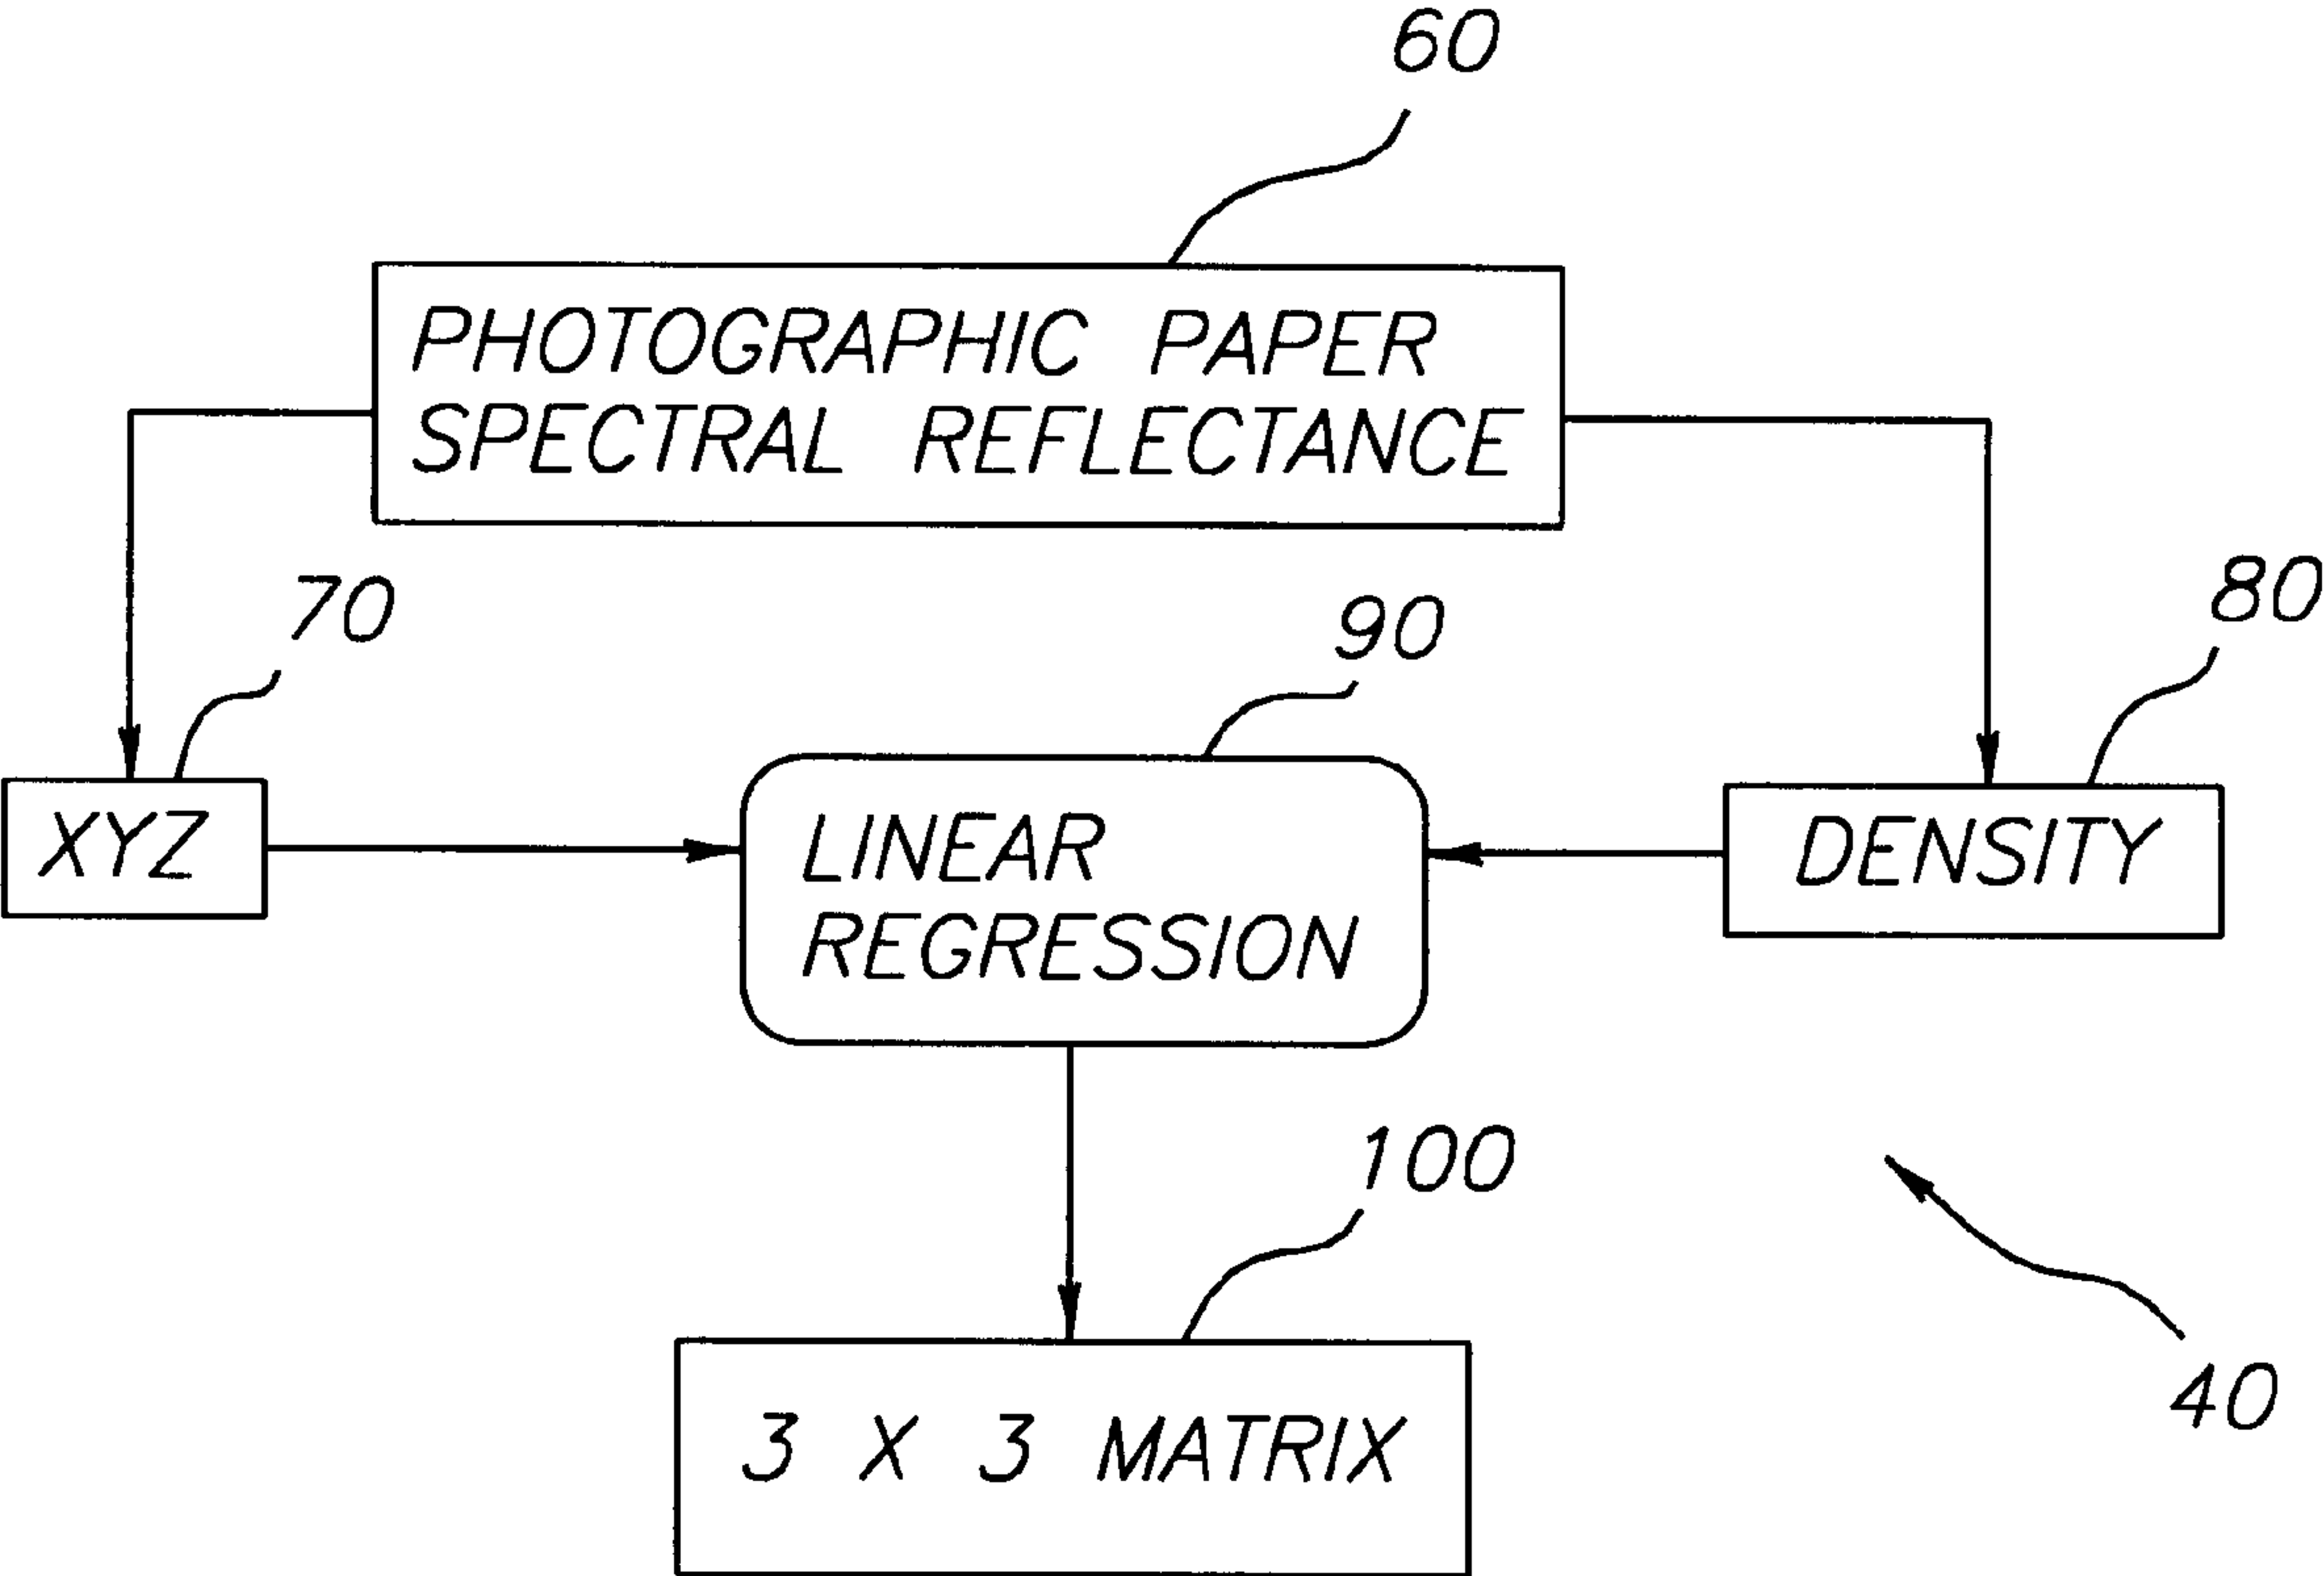 60
PHOTOGRAPHIC PAPER
SPECTRAL REFLECTANCE
70
90
80
XYZ
LINEAR
REGRESSION
DENSITY
100
3 X 3 MATRIX
40